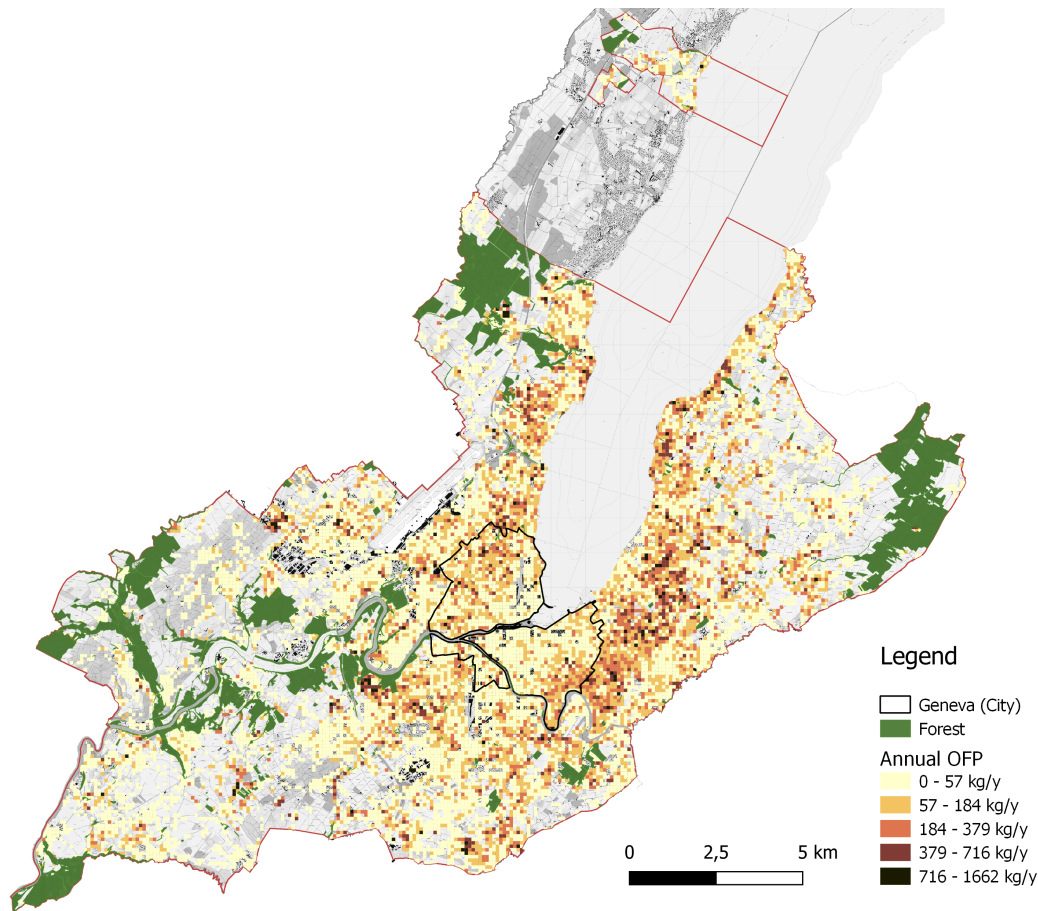 Legend
Geneva (City)
Forest
Annual OFP
0 - 57 kg/y
57 - 184 kg/y
184 - 379 kg/y
379 - 716 kg/y
716 - 1662 kg/y
0 2,5 5 km